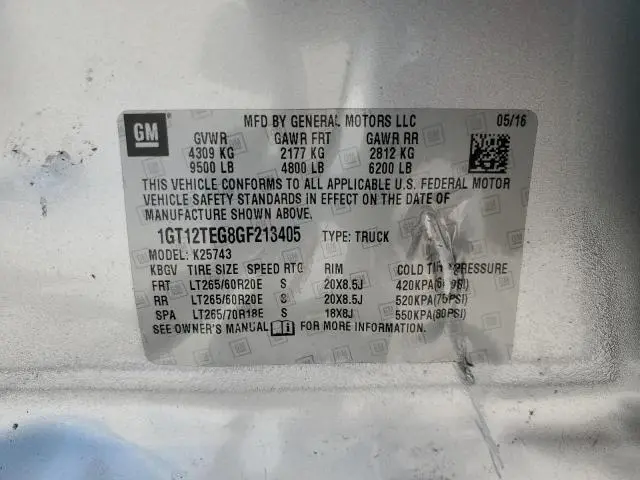 GM
MFD BY GENERAL MOTORS LLC 05/16
GVWR GAWR FRT GAWR RR
4309 KG 2177 KG 2812 KG
9500 LB 4800 LB 6200 LB
THIS VEHICLE CONFORMS TO ALL APPLICABLE U.S. FEDERAL MOTOR
VEHICLE SAFETY STANDARDS IN EFFECT ON THE DATE OF
MANUFACTURE SHOWN ABOVE.
1GT12TEG8GF213405 TYPE: TRUCK
MODEL: K25743
KBGV TIRE SIZE SPEED RTG RIM COLD TIRE PRESSURE
FRT LT265/60R20E S 20X8.5J 420KPA
RR LT265/60R20E S 20X8.5J 520KPA(75PSI)
SPA LT265/70R18E S 18X8J 550KPA(80PSI)
SEE OWNER'S MANUAL FOR MORE INFORMATION.